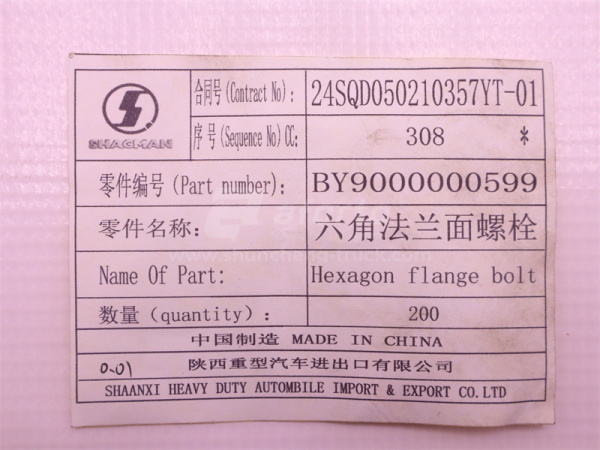 合同号(Contract No): 24SQD050210357YT-01
SHACMAN
序号(Sequence No)CC: 308 *
零件编号(Part number): BY9000000599
零件名称: 六角法兰面螺栓
www.shuncheng-truck.com
Name Of Part: Hexagon flange bolt
数量(quantity): 200
中国制造 MADE IN CHINA
0.01 陕西重型汽车进出口有限公司
SHAANXI HEAVY DUTY AUTOMBILE IMPORT & EXPORT CO.LTD